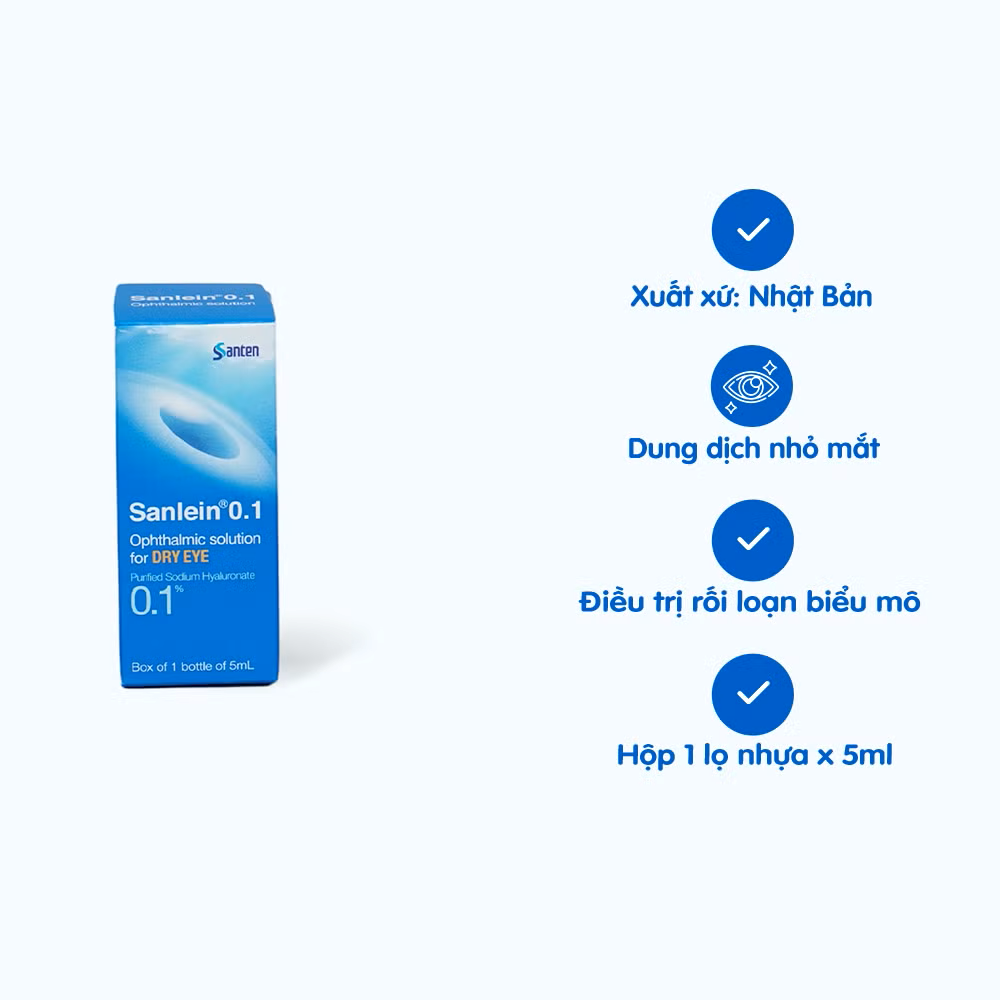 Sanlein®0.1
Ophthalmic solution
Santen
Sanlein®0.1
Ophthalmic solution
for DRY EYE
Purified Sodium Hyaluronate
0.1%
Box of 1 bottle of 5mL
Xuất xứ: Nhật Bản
Dung dịch nhỏ mắt
Điều trị rối loạn biểu mô
Hộp 1 lọ nhựa x 5ml